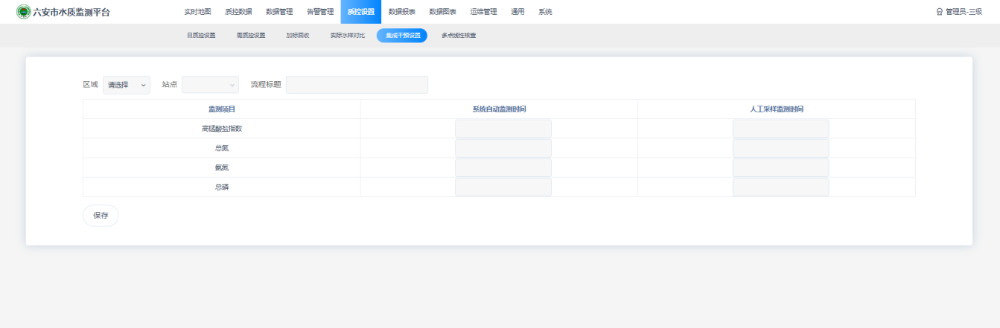 六安市水质监测平台 实时地图 质控数据 数据管理 告警管理 质控设置 数据报表 数据图表 运维管理 通用 系统 管理员-三级
日质控设置 周质控设置 加标回收 实际水样对比 集成干预设置 多点线性核查
区域 请选择 站点 流程标题
监测项目 系统自动监测时间 人工采样监测时间
高锰酸盐指数
总氮
氨氮
总磷
保存